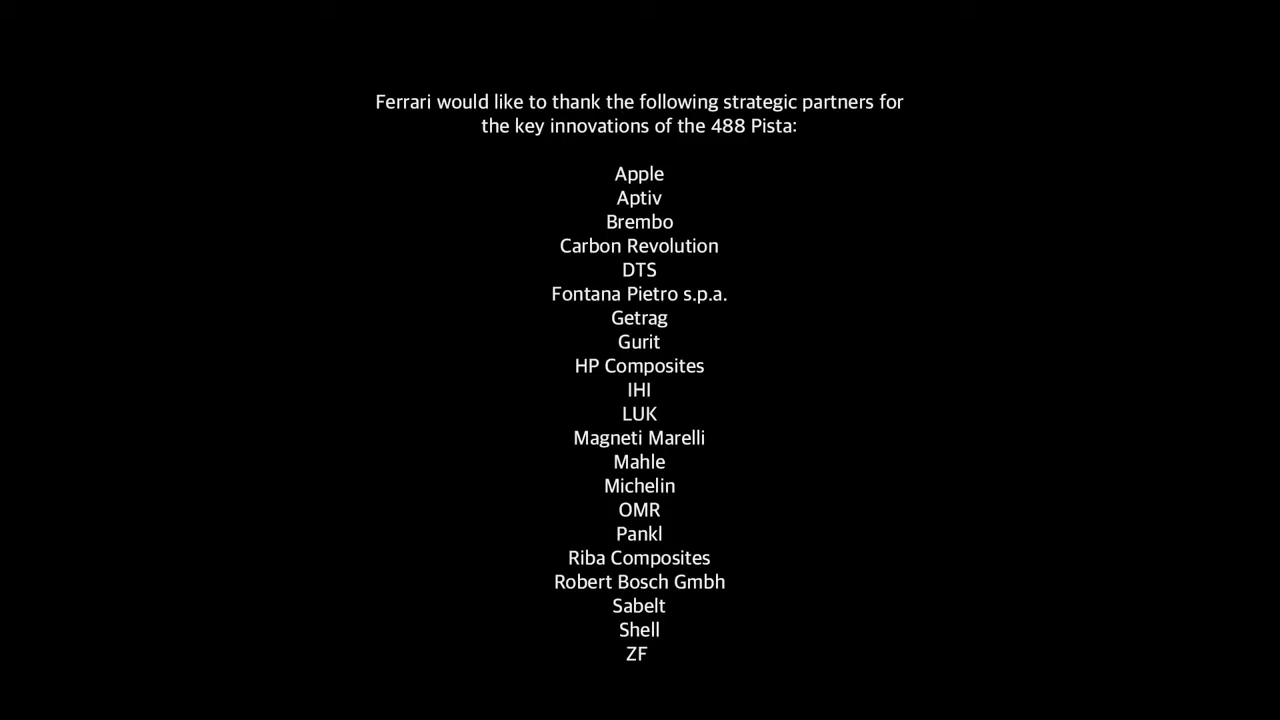 Ferrari would like to thank the following strategic partners for
the key innovations of the 488 Pista:
Apple
Aptiv
Brembo
Carbon Revolution
DTS
Fontana Pietro s.p.a.
Getrag
Gurit
HP Composites
IHI
LUK
Magneti Marelli
Mahle
Michelin
OMR
Pankl
Riba Composites
Robert Bosch Gmbh
Sabelt
Shell
ZF